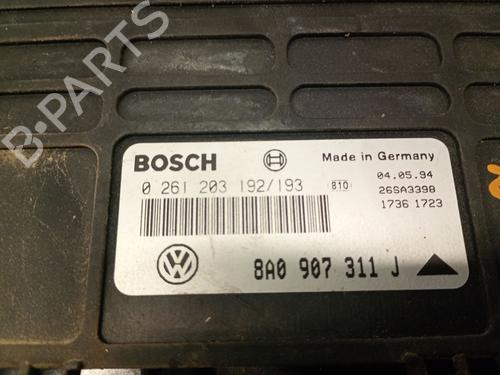 B-PARTS
BOSCH Made in Germany
0 261 203 192/193 810 04.05.94
26SA3398
1736 1723
VW 8A0 907 311 J